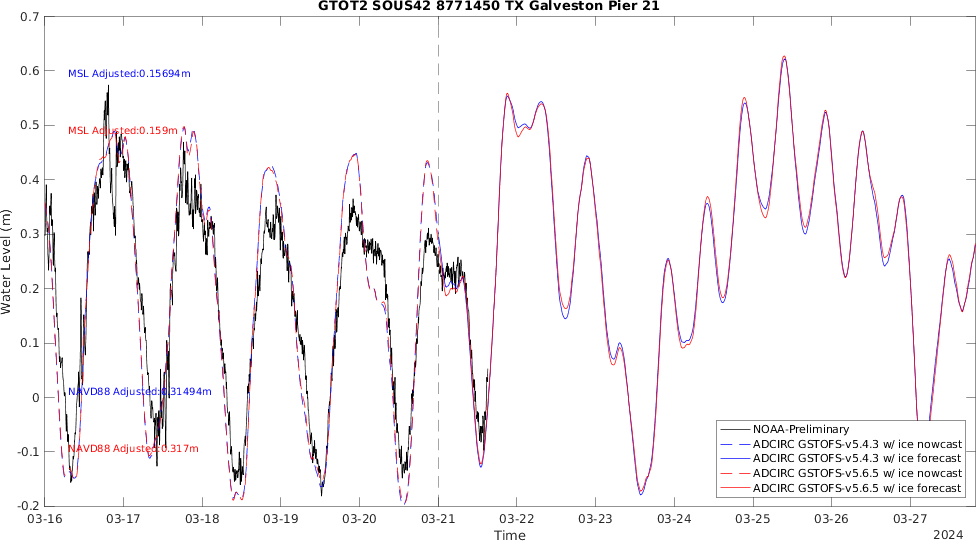 GTOT2 SOUS42 8771450 TX Galveston Pier 21
0.7
0.6
0.5
0.4
0.3
0.2
0.1
0
-0.1
-0.2
Water Level (m)
MSL Adjusted:0.15694m
MSL Adjusted:0.159m
NAVD88 Adjusted:0.31494m
NAVD88 Adjusted:0.317m
NOAA-Preliminary
ADCIRC GSTOFS-v5.4.3 w/ ice nowcast
ADCIRC GSTOFS-v5.4.3 w/ ice forecast
ADCIRC GSTOFS-v5.6.5 w/ ice nowcast
ADCIRC GSTOFS-v5.6.5 w/ ice forecast
03-16 03-17 03-18 03-19 03-20 03-21 03-22 03-23 03-24 03-25 03-26 03-27
Time
2024